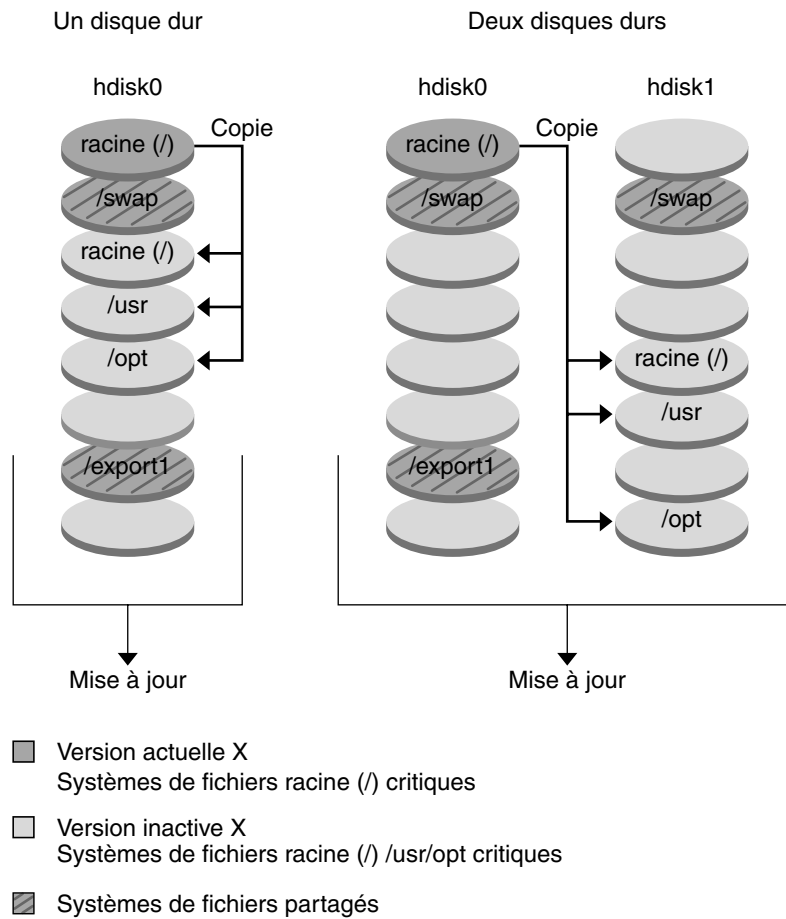 Un disque dur
Deux disques durs
hdisk0
hdisk0
hdisk1
racine (/)
Copie
racine (/)
Copie
/swap
/swap
/swap
racine (/)
/usr
/opt
racine (/)
/usr
/export1
/export1
/opt
Mise à jour
Mise à jour
Version actuelle X
Systèmes de fichiers racine (/) critiques
Version inactive X
Systèmes de fichiers racine (/) /usr/opt critiques
Systèmes de fichiers partagés